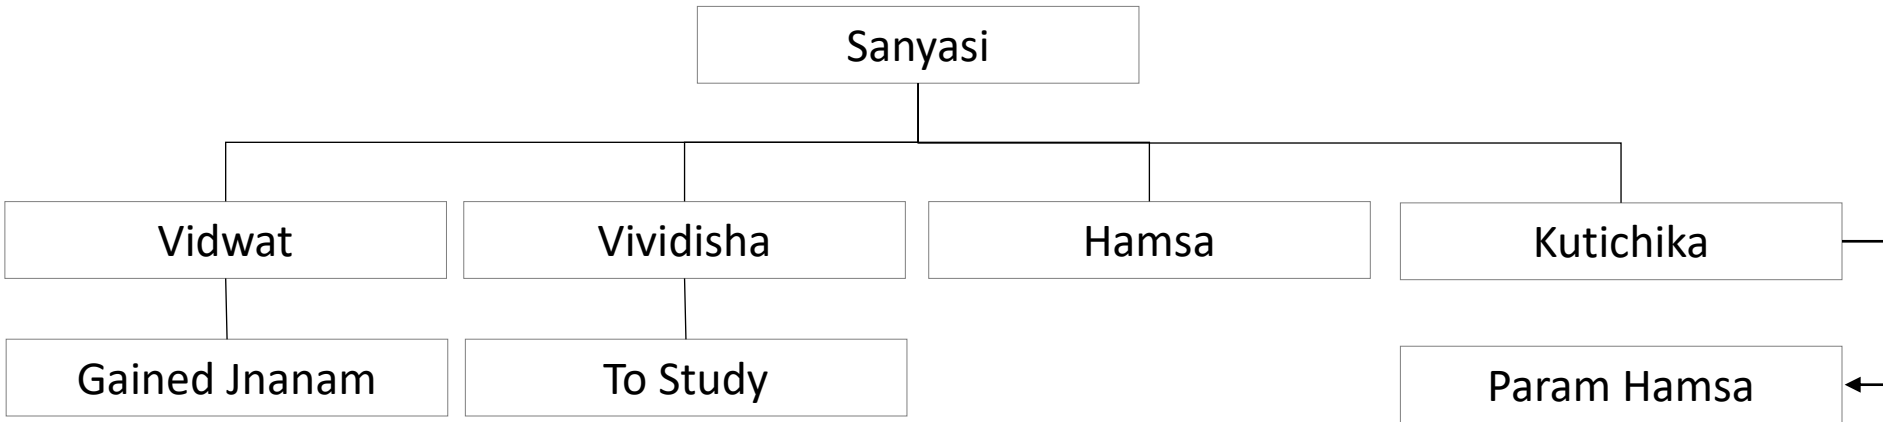 Sanyasi
Vidwat
Vividisha
Hamsa
Kutichika
Gained Jnanam
To Study
Param Hamsa